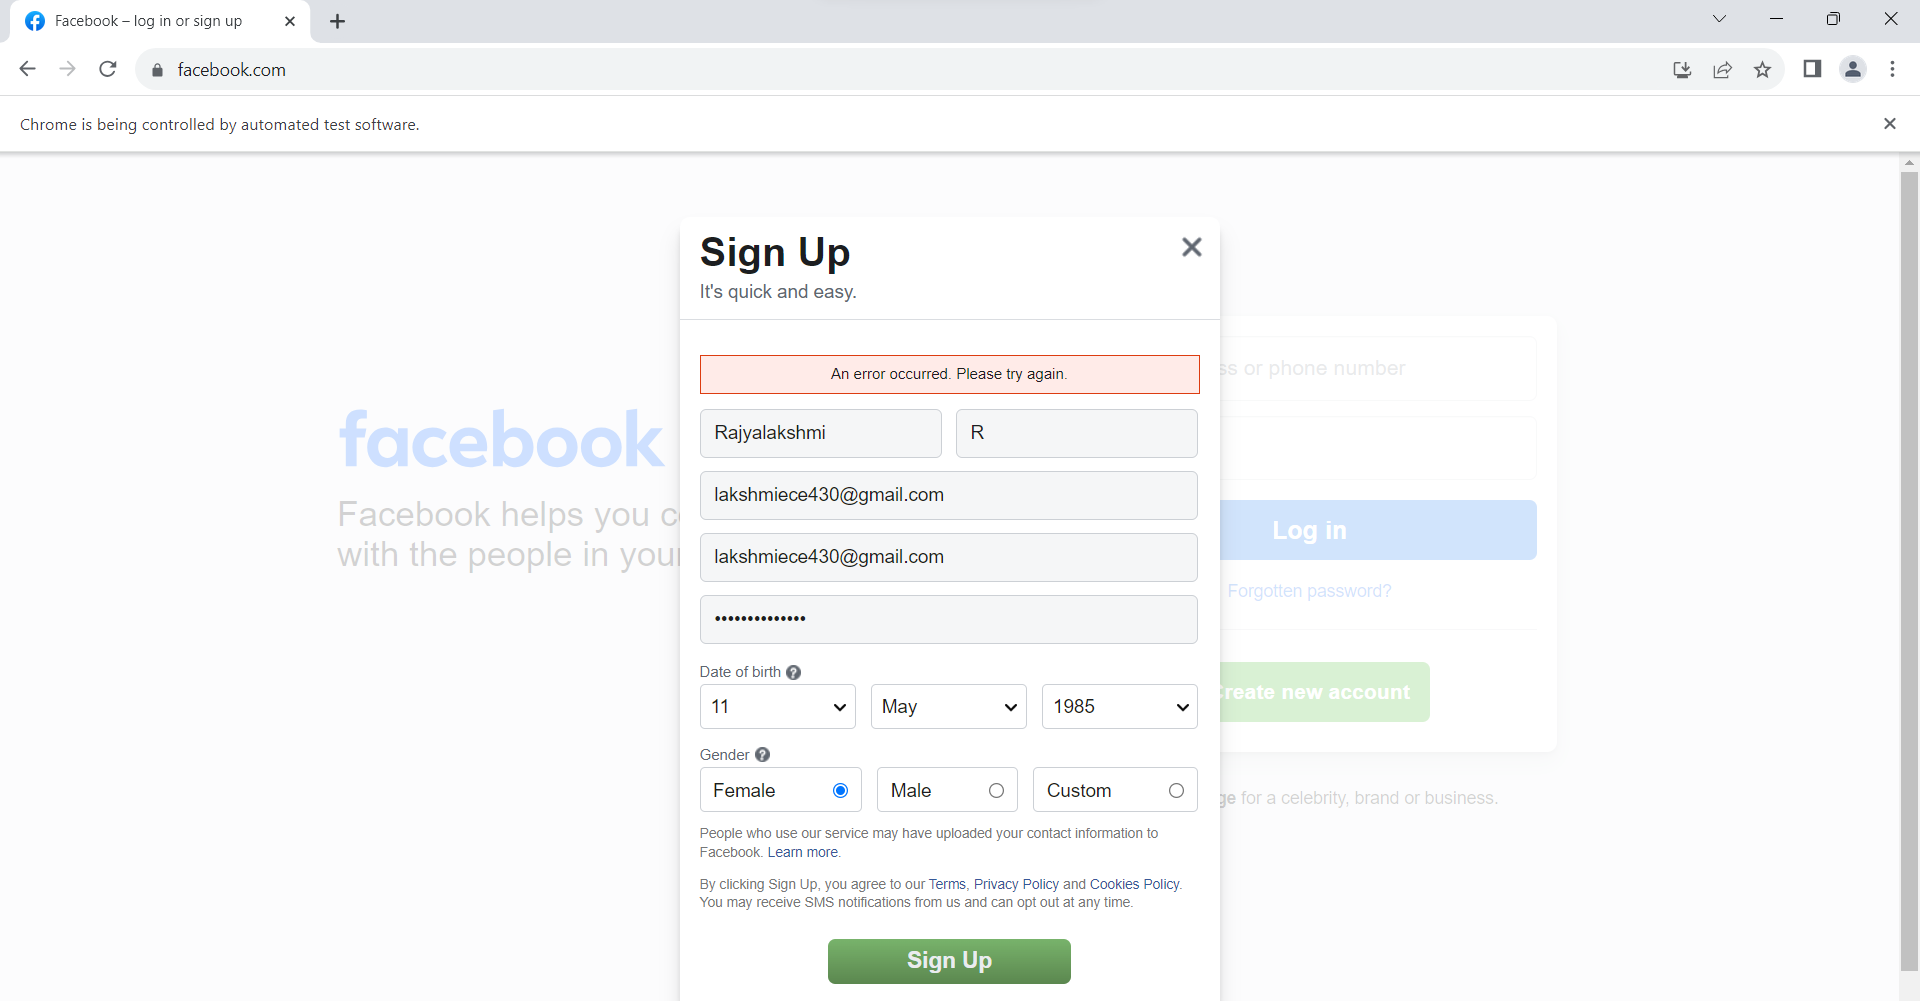 Facebook – log in or sign up
facebook.com
Chrome is being controlled by automated test software.
Sign Up
It's quick and easy.
An error occurred. Please try again.
Rajyalakshmi
R
lakshmiece430@gmail.com
lakshmiece430@gmail.com
••••••••••••••
Date of birth ?
11
May
1985
Gender ?
Female
Male
Custom
People who use our service may have uploaded your contact information to
Facebook. Learn more.
By clicking Sign Up, you agree to our Terms, Privacy Policy and Cookies Policy.
You may receive SMS notifications from us and can opt out at any time.
Sign Up
facebook
Facebook helps you
with the people in
or phone number
Log in
Forgotten password?
new account
for a celebrity, brand or business.